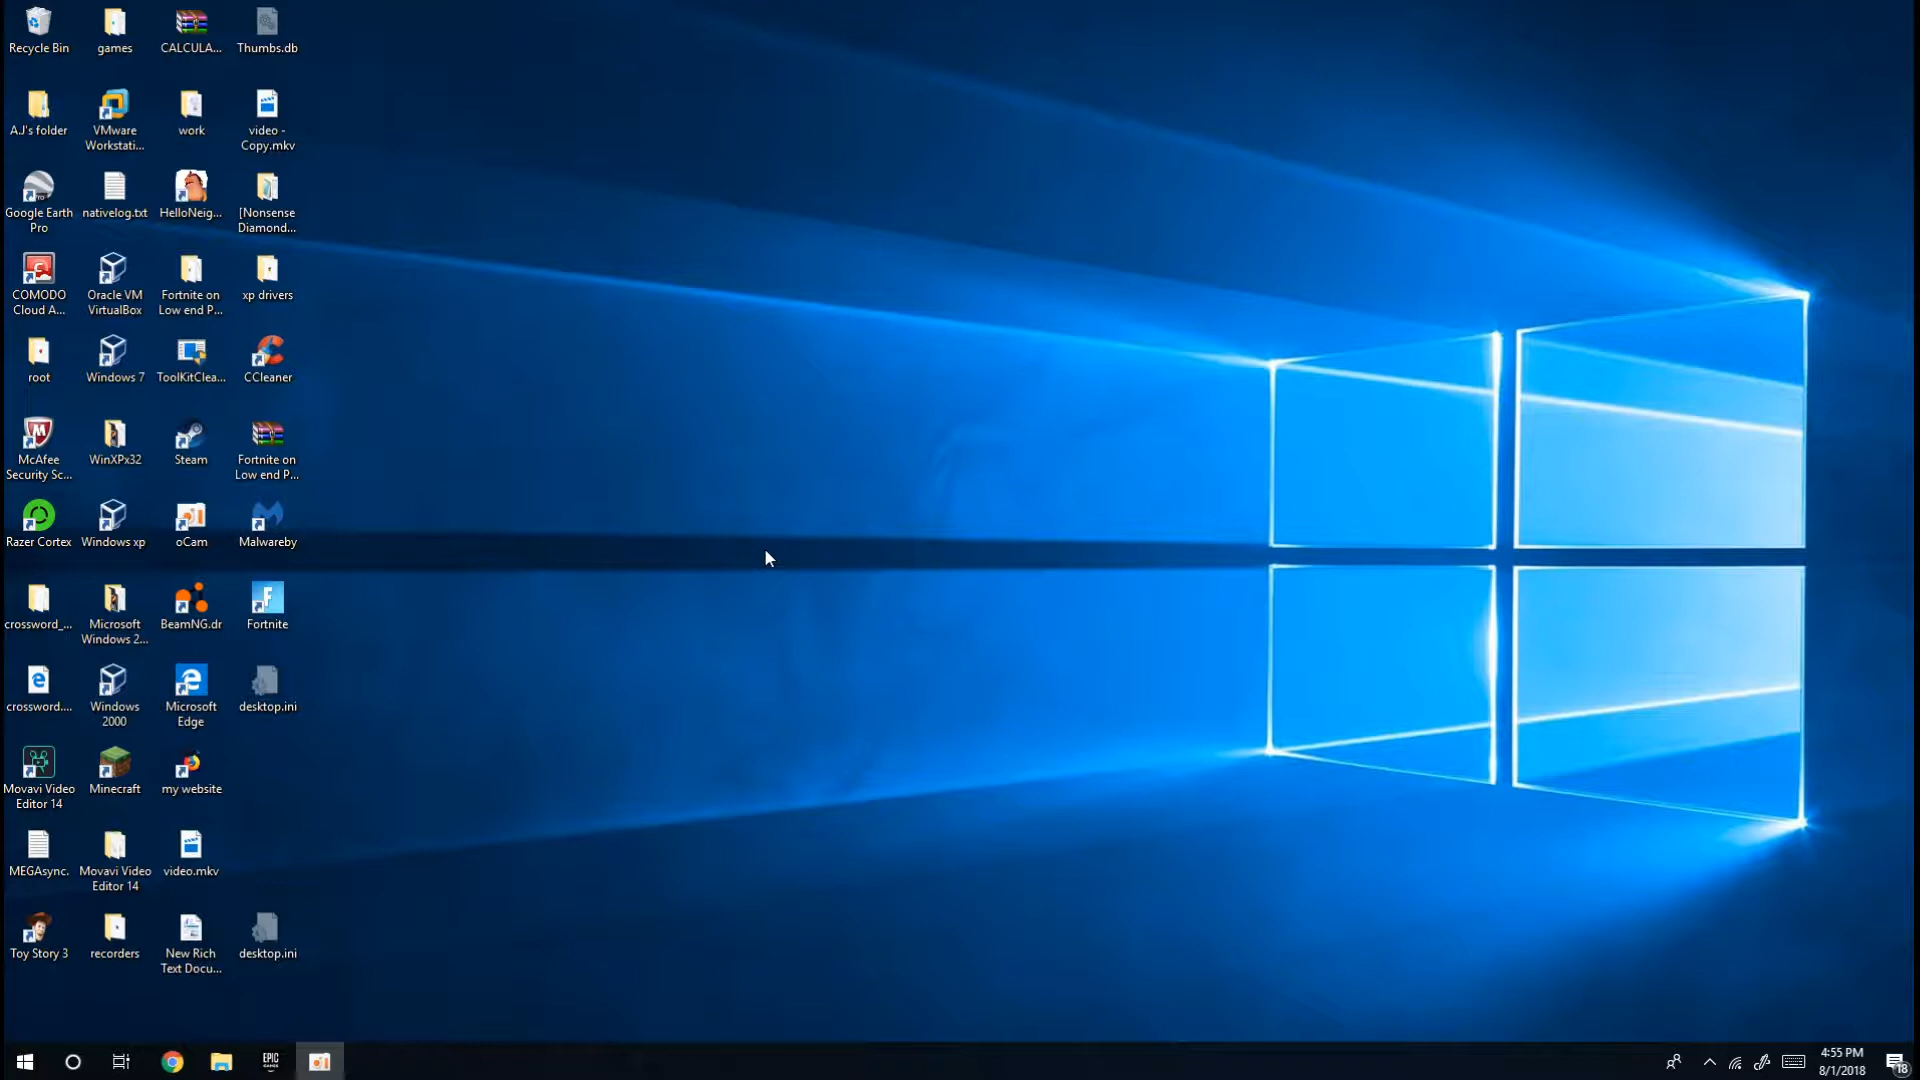 Recycle Bin
games
CALCULA...
Thumbs.db
A.J's folder
VMware
Workstati...
work
video -
Copy.mkv
Google Earth
Pro
nativelog.txt
HelloNeig...
[Nonsense
Diamond...
COMODO
Cloud A...
Oracle VM
VirtualBox
Fortnite on
Low end P...
xp drivers
root
Windows 7
ToolKitClea...
CCleaner
McAfee
Security Sc...
WinXPx32
Steam
Fortnite on
Low end P...
Razer Cortex
Windows xp
oCam
Malwareby
crossword_...
Microsoft
Windows 2...
BeamNG.dr
Fortnite
crossword....
Windows
2000
Microsoft
Edge
desktop.ini
Movavi Video
Editor 14
Minecraft
my website
MEGAsync.
Movavi Video
Editor 14
video.mkv
Toy Story 3
recorders
New Rich
Text Docu...
desktop.ini
EPIC
GAMES
4:55 PM
8/1/2018
18